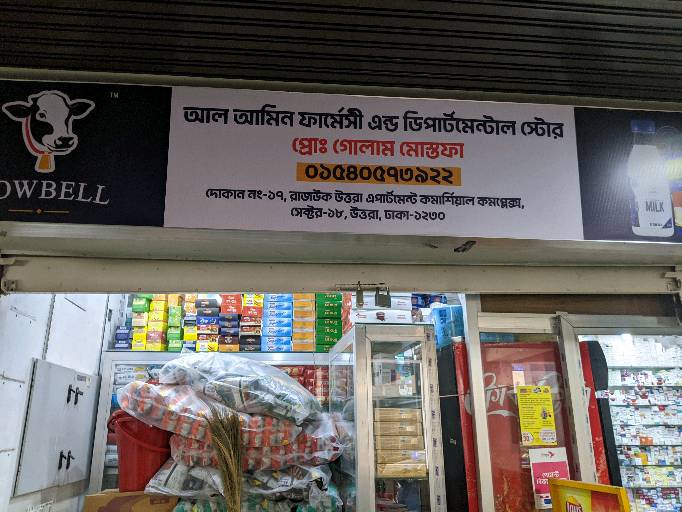 TM
আল আমিন ফার্মেসী এন্ড ডিপার্টমেন্টাল স্টোর
প্রোঃ গোলাম মোস্তফা
০১৫৪০৫৭৩৯২২
OWBELL
দোকান নং-১৭, রাজউক উত্তরা এপার্টমেন্ট কমার্শিয়াল কমপ্লেক্স,
সেক্টর-১৮, উত্তরা, ঢাকা-১২৩০
MILK